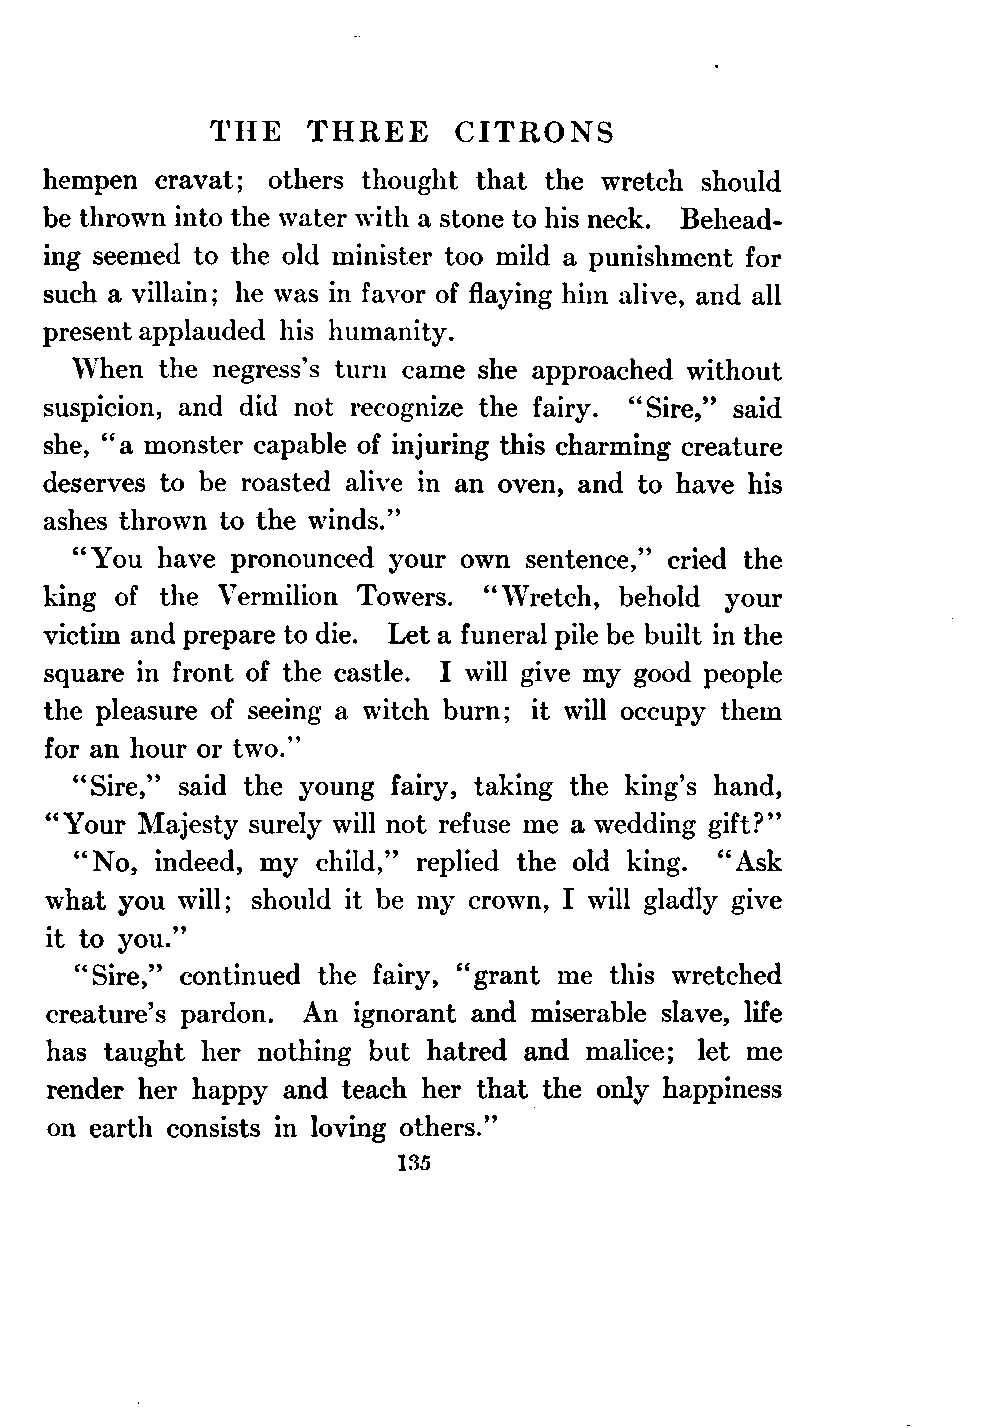 THE THREE CITRONS
hempen cravat; others thought that the wretch should
be thrown into the water with a stone to his neck. Behead-
ing seemed to the old minister too mild a punishment for
such a villain; he was in favor of flaying him alive, and all
present applauded his humanity.
When the negress's turn came she approached without
suspicion, and did not recognize the fairy. “Sire,” said
she, “a monster capable of injuring this charming creature
deserves to be roasted alive in an oven, and to have his
ashes thrown to the winds.”
“You have pronounced your own sentence,” cried the
king of the Vermilion Towers. “Wretch, behold your
victim and prepare to die. Let a funeral pile be built in the
square in front of the castle. I will give my good people
the pleasure of seeing a witch burn; it will occupy them
for an hour or two.”
“Sire,” said the young fairy, taking the king's hand,
“Your Majesty surely will not refuse me a wedding gift?”
“No, indeed, my child,” replied the old king. “Ask
what you will; should it be my crown, I will gladly give
it to you.”
“Sire,” continued the fairy, “grant me this wretched
creature's pardon. An ignorant and miserable slave, life
has taught her nothing but hatred and malice; let me
render her happy and teach her that the only happiness
on earth consists in loving others.”
135